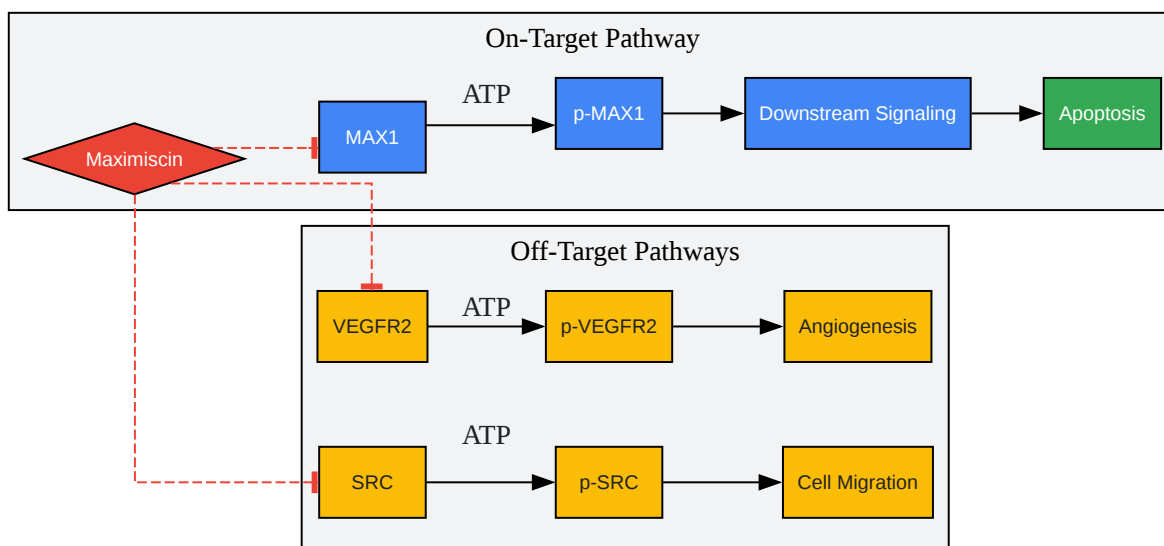 On-Target Pathway
ATP
MAX1
p-MAX1
Downstream Signaling
Apoptosis
Maximiscin
Off-Target Pathways
ATP
VEGFR2
p-VEGFR2
Angiogenesis
ATP
SRC
p-SRC
Cell Migration